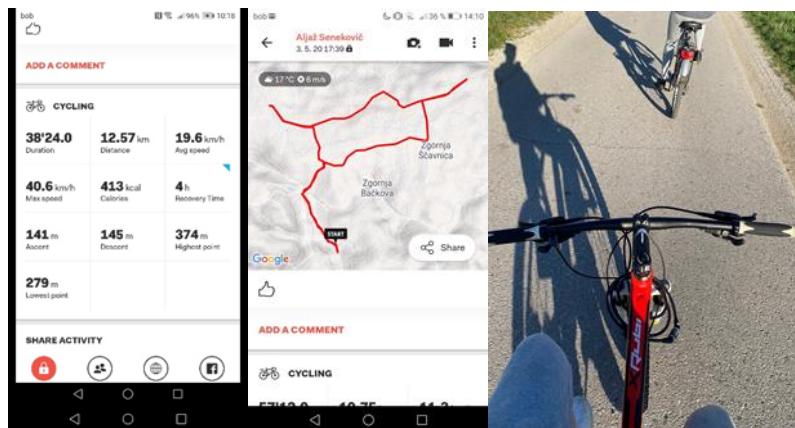 bob
96% 10:18
ADD A COMMENT
CYCLING
38'24.0 12.57 km 19.6 km/h
Duration Distance Avg speed
40.6 km/h 413 kcal 4 h
Max speed Calories Recovery Time
141 m 145 m 374 m
Ascent Descent Highest point
279 m
Lowest point
SHARE ACTIVITY
bob
36 % 14:10
Aljaž Senekovič
3. 5. 20 17:39
17 °C 6 m/s
Zgornja
Ščavnica
Zgornja
Bačkova
START
Google
Share
ADD A COMMENT
CYCLING
XRubi